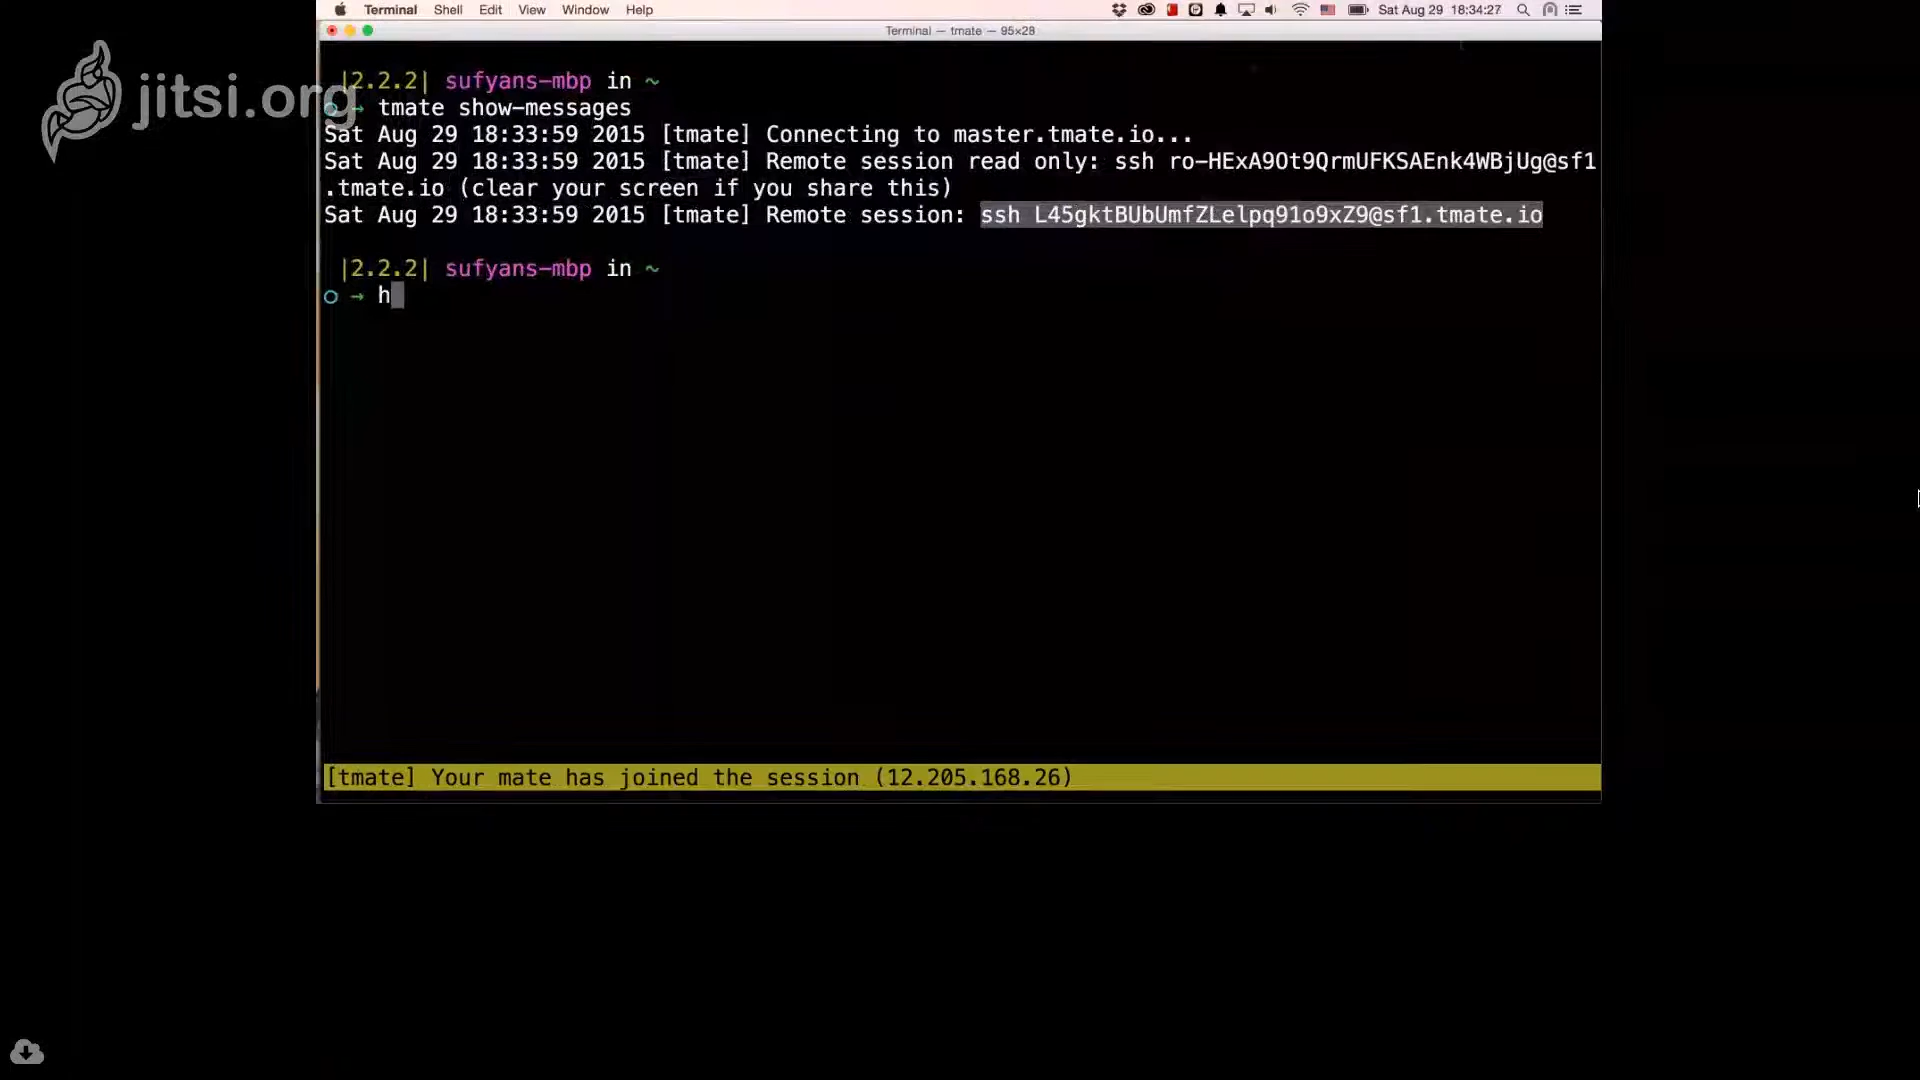 Terminal Shell Edit View Window Help Sat Aug 29 18:34:27
Terminal — tmate — 95×28
jitsi.org
|2.2.2| sufyans-mbp in ~
○ → tmate show-messages
Sat Aug 29 18:33:59 2015 [tmate] Connecting to master.tmate.io...
Sat Aug 29 18:33:59 2015 [tmate] Remote session read only: ssh ro-HExA9Ot9QrmUFKSAEnk4WBjUg@sf1
.tmate.io (clear your screen if you share this)
Sat Aug 29 18:33:59 2015 [tmate] Remote session: ssh L45gktBUbUmfZLelpq91o9xZ9@sf1.tmate.io
|2.2.2| sufyans-mbp in ~
○ → h
[tmate] Your mate has joined the session (12.205.168.26)